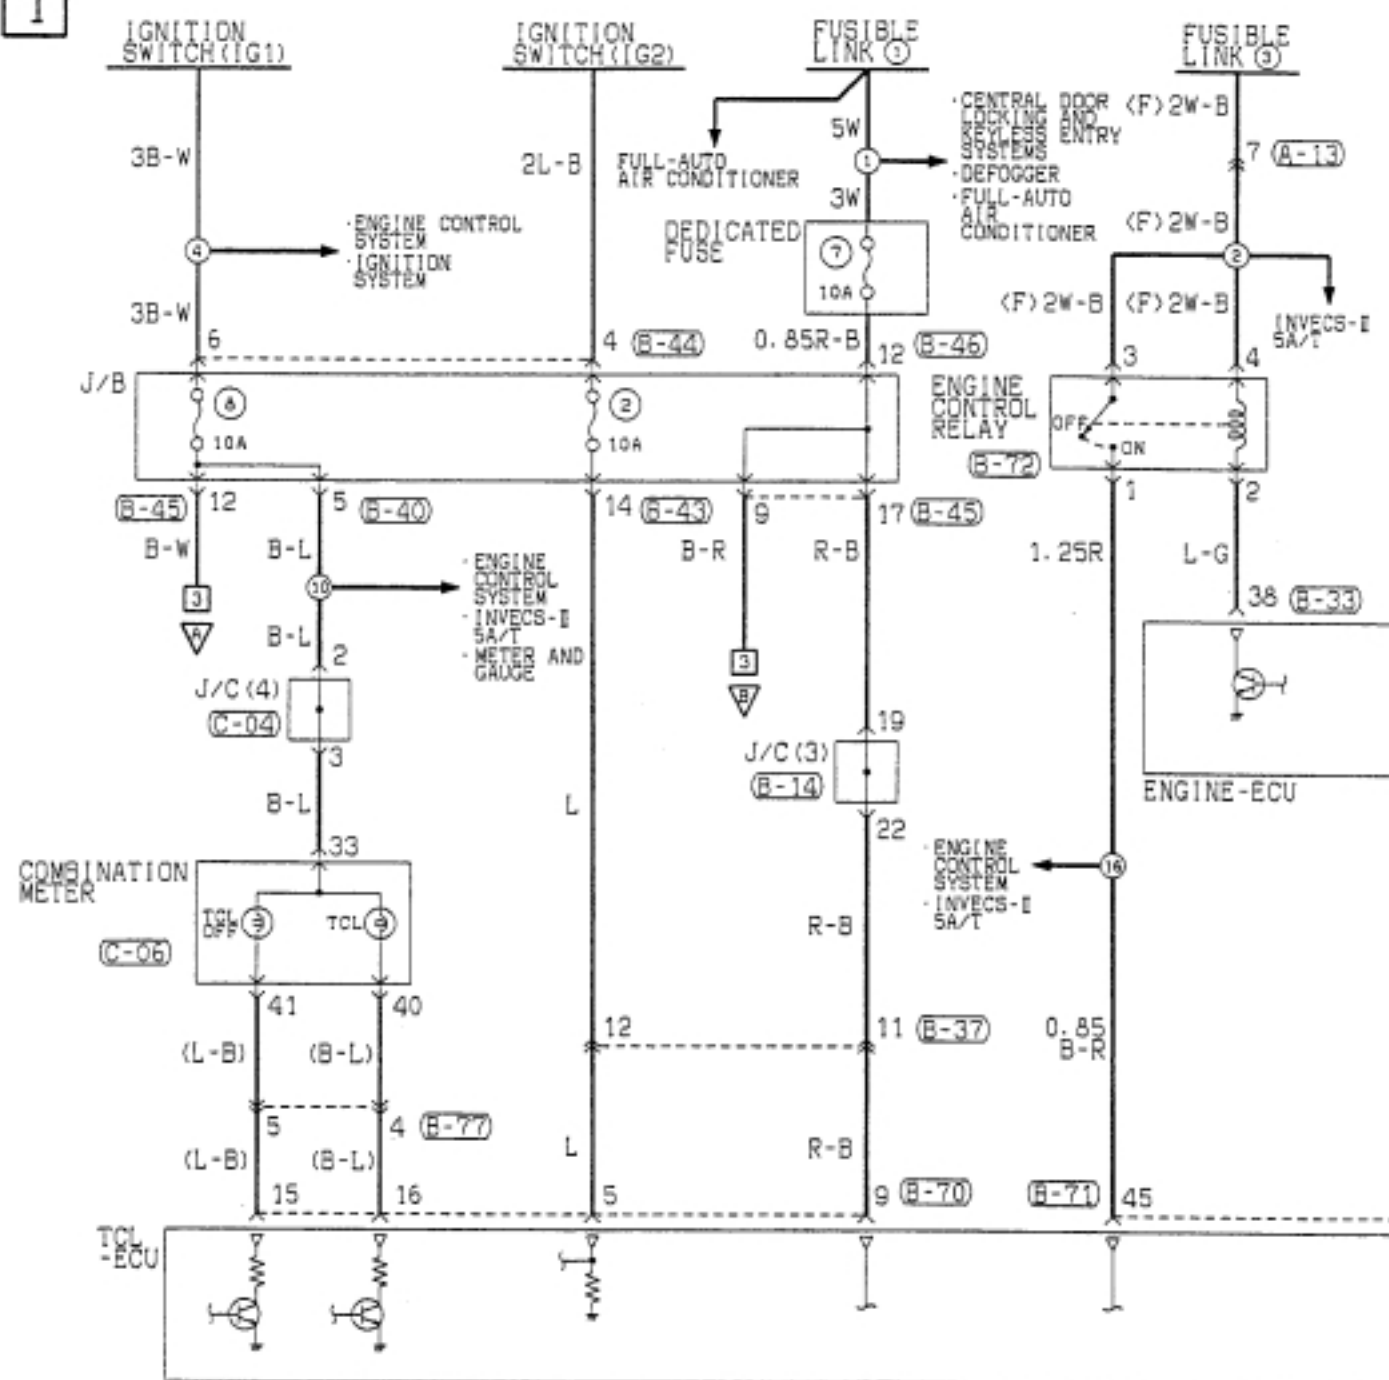 1
IGNITION
SWITCH(IG1)
IGNITION
SWITCH(IG2)
FUSIBLE
LINK ①
FUSIBLE
LINK ③
3B-W
2L-B
FULL-AUTO
AIR CONDITIONER
5W
①
3W
·CENTRAL DOOR
LOCKING AND
KEYLESS ENTRY
SYSTEMS
·DEFOGGER
·FULL-AUTO
AIR
CONDITIONER
(F)2W-B
7 A-13
(F)2W-B
②
④
·ENGINE CONTROL
SYSTEM
·IGNITION
SYSTEM
DEDICATED
FUSE
⑦
10A
(F)2W-B
(F)2W-B
INVECS-Ⅱ
5A/T
3B-W
6
4 B-44
0.85R-B
12 B-46
3
4
J/B
⑧
10A
②
10A
ENGINE
CONTROL
RELAY
B-72
OFF
ON
B-45 12
5 B-40
14 B-43
9
17 B-45
1
2
B-W
B-L
B-R
R-B
1.25R
L-G
3
A
⑩
·ENGINE
CONTROL
SYSTEM
·INVECS-Ⅱ
5A/T
·METER AND
GAUGE
38 B-33
B-L
2
3
B
J/C(4)
C-04
3
19
J/C(3)
B-14
22
ENGINE-ECU
B-L
L
33
COMBINATION
METER
TCL
OFF
TCL
C-06
·ENGINE
CONTROL
SYSTEM
·INVECS-Ⅱ
5A/T
⑯
R-B
41
40
12
11 B-37
0.85
B-R
(L-B)
(B-L)
5
4 B-77
(L-B)
(B-L)
L
R-B
15
16
5
9 B-70
B-71 45
TCL
-ECU